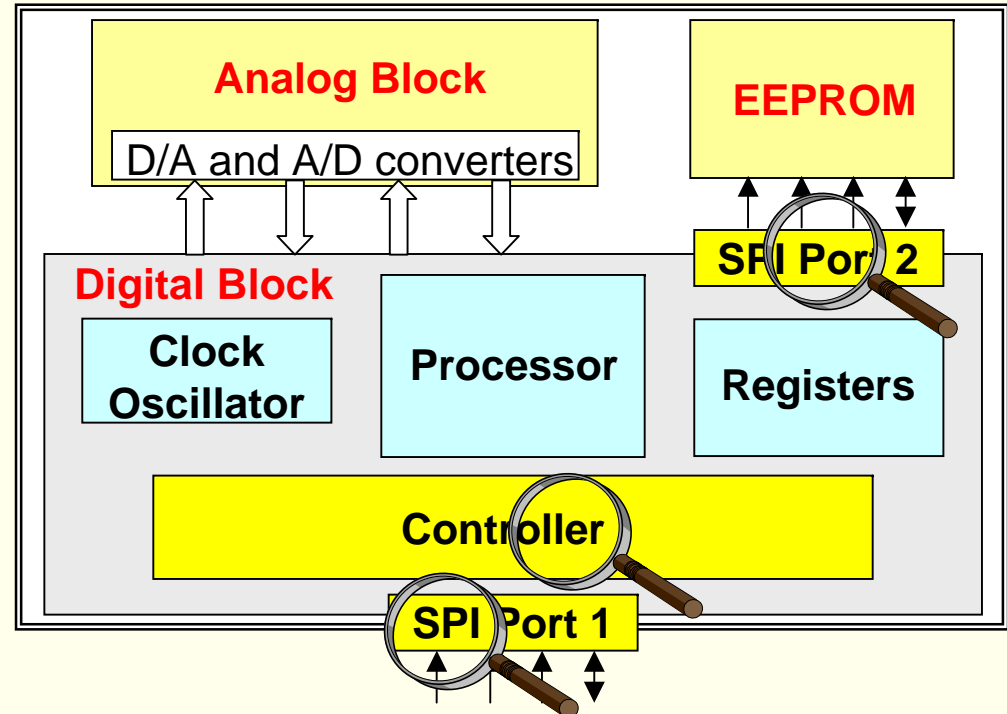 Analog Block
D/A and A/D converters
EEPROM
SPI Port 2
Digital Block
Clock
Oscillator
Processor
Registers
Controller
SPI Port 1